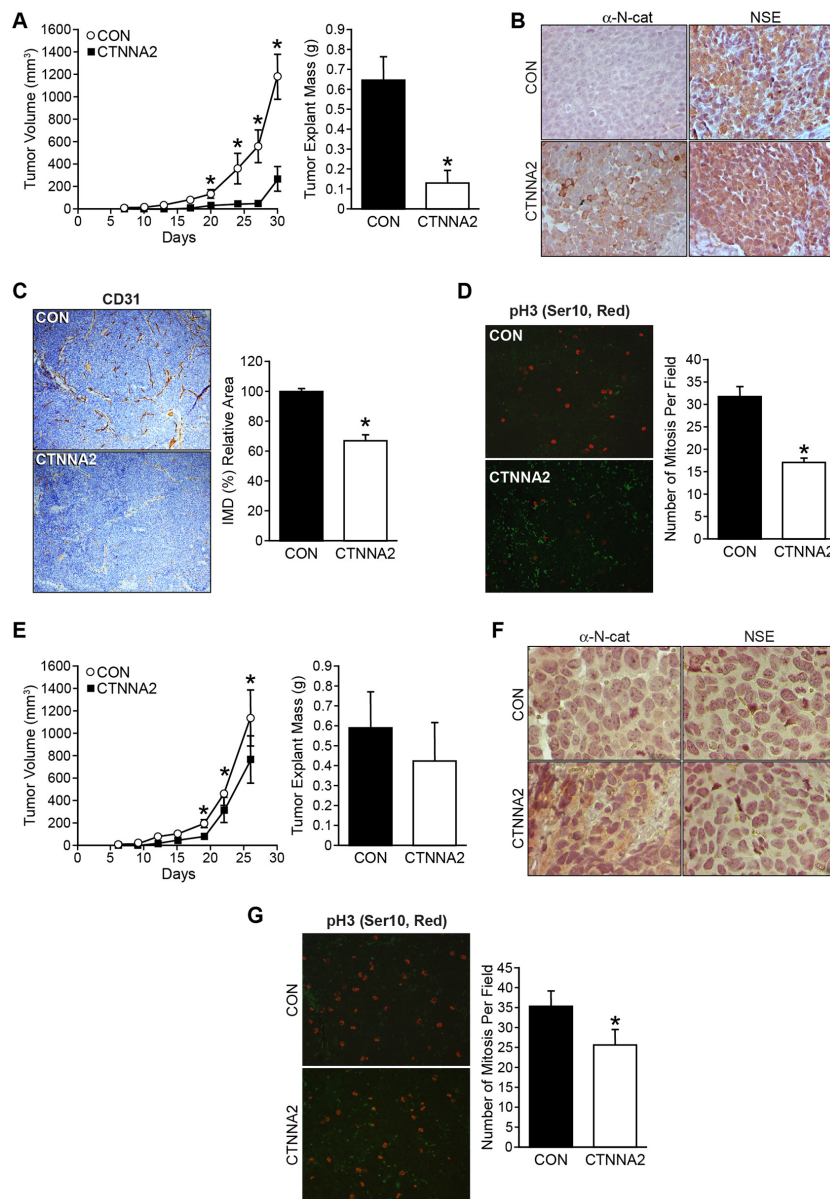 A
CON
CTNNA2
Tumor Volume (mm³)
1600
1400
1200
1000
800
600
400
200
0
0 5 10 15 20 25 30
Days
* * * *
Tumor Explant Mass (g)
0.9
0.8
0.7
0.6
0.5
0.4
0.3
0.2
0.1
0
*
CON CTNNA2
B
α-N-cat NSE
CON
CTNNA2
C
CD31
CON
CTNNA2
IMD (%) Relative Area
120
100
80
60
40
20
0
*
CON CTNNA2
D
pH3 (Ser10, Red)
CON
CTNNA2
Number of Mitosis Per Field
40
35
30
25
20
15
10
5
0
*
CON CTNNA2
E
CON
CTNNA2
Tumor Volume (mm³)
1600
1400
1200
1000
800
600
400
200
0
0 5 10 15 20 25 30
Days
* * *
Tumor Explant Mass (g)
0.9
0.8
0.7
0.6
0.5
0.4
0.3
0.2
0.1
0
CON CTNNA2
F
α-N-cat NSE
CON
CTNNA2
G
pH3 (Ser10, Red)
CON
CTNNA2
Number of Mitosis Per Field
45
40
35
30
25
20
15
10
5
0
*
CON CTNNA2